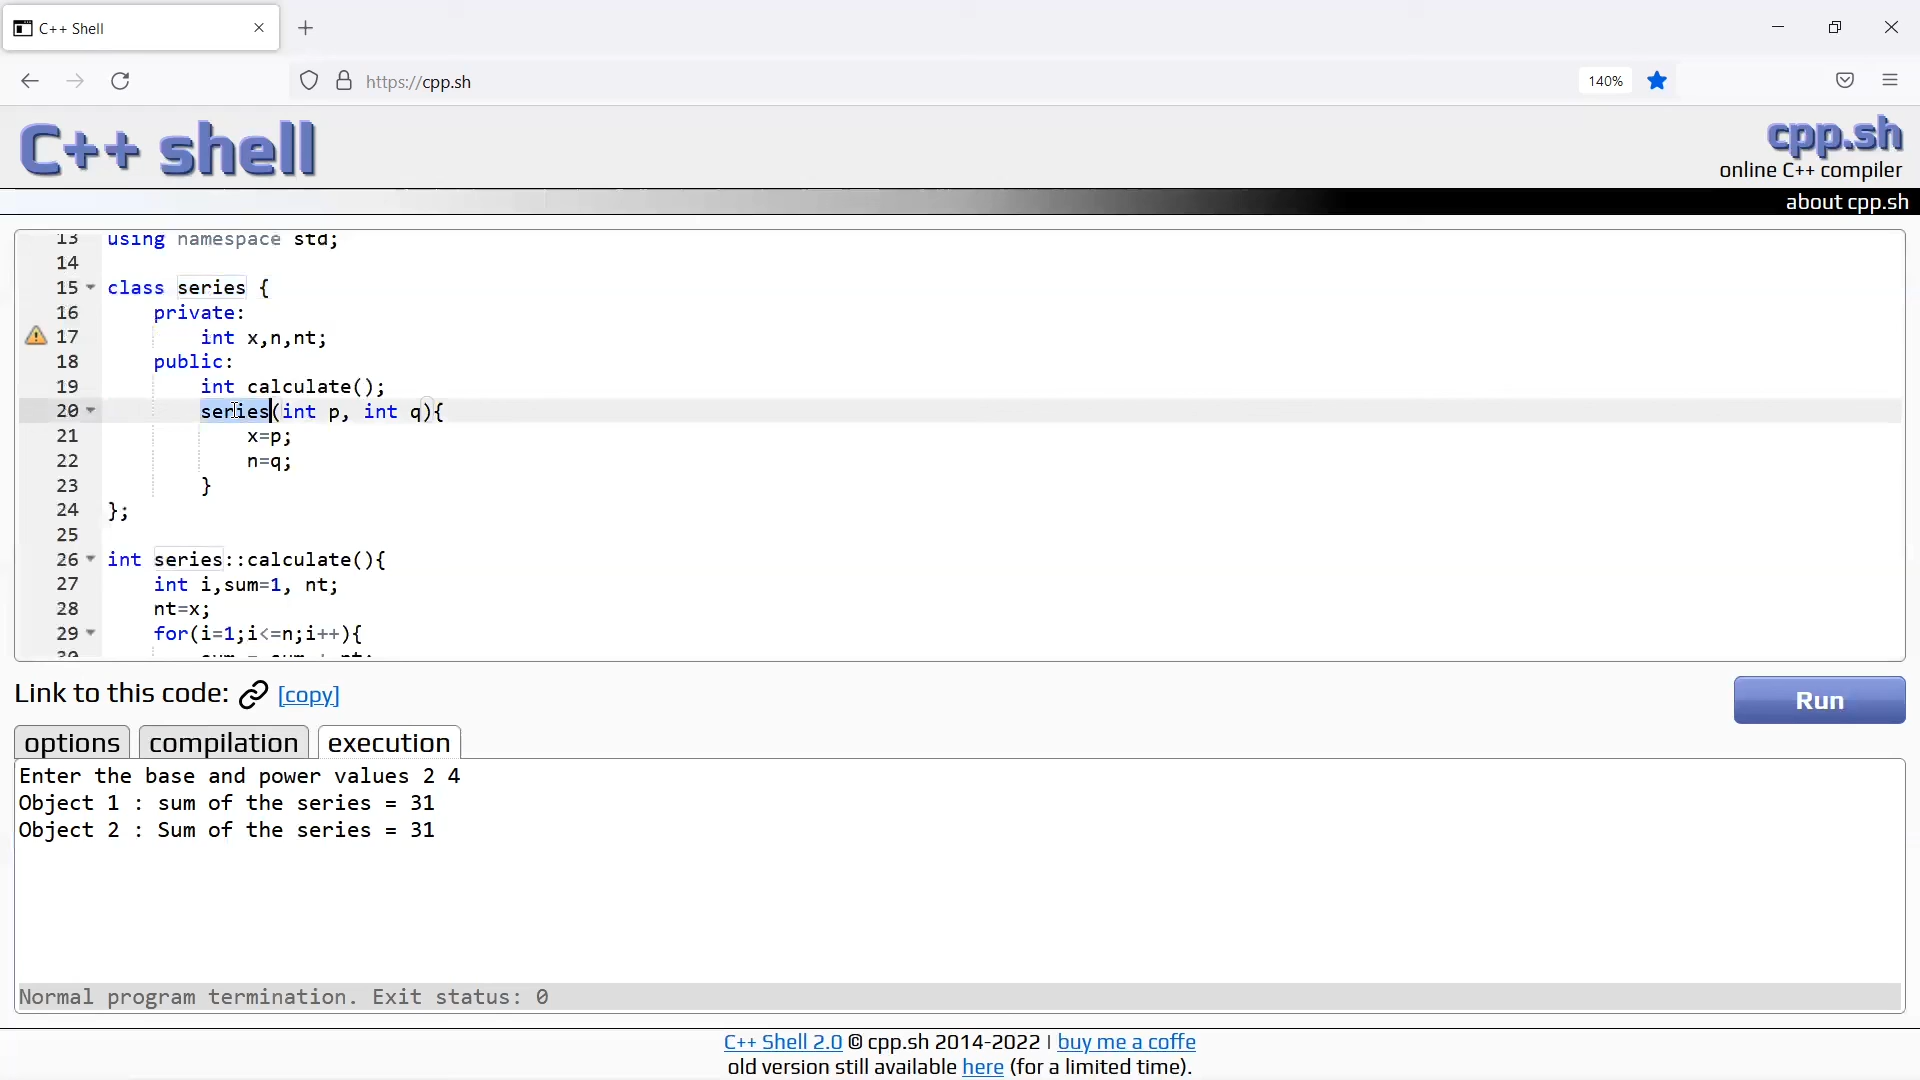 C++ Shell
https://cpp.sh
140%
C++ shell
cpp.sh
online C++ compiler
about cpp.sh
13 using namespace std;
14
15 class series {
16 private:
17 int x,n,nt;
18 public:
19 int calculate();
20 series(int p, int q){
21 x=p;
22 n=q;
23 }
24 };
25
26 int series::calculate(){
27 int i,sum=1, nt;
28 nt=x;
29 for(i=1;i<=n;i++){
30 sum = sum + nt;
Link to this code: [copy]
Run
options compilation execution
Enter the base and power values 2 4
Object 1 : sum of the series = 31
Object 2 : Sum of the series = 31
Normal program termination. Exit status: 0
C++ Shell 2.0 © cpp.sh 2014-2022 | buy me a coffe
old version still available here (for a limited time).